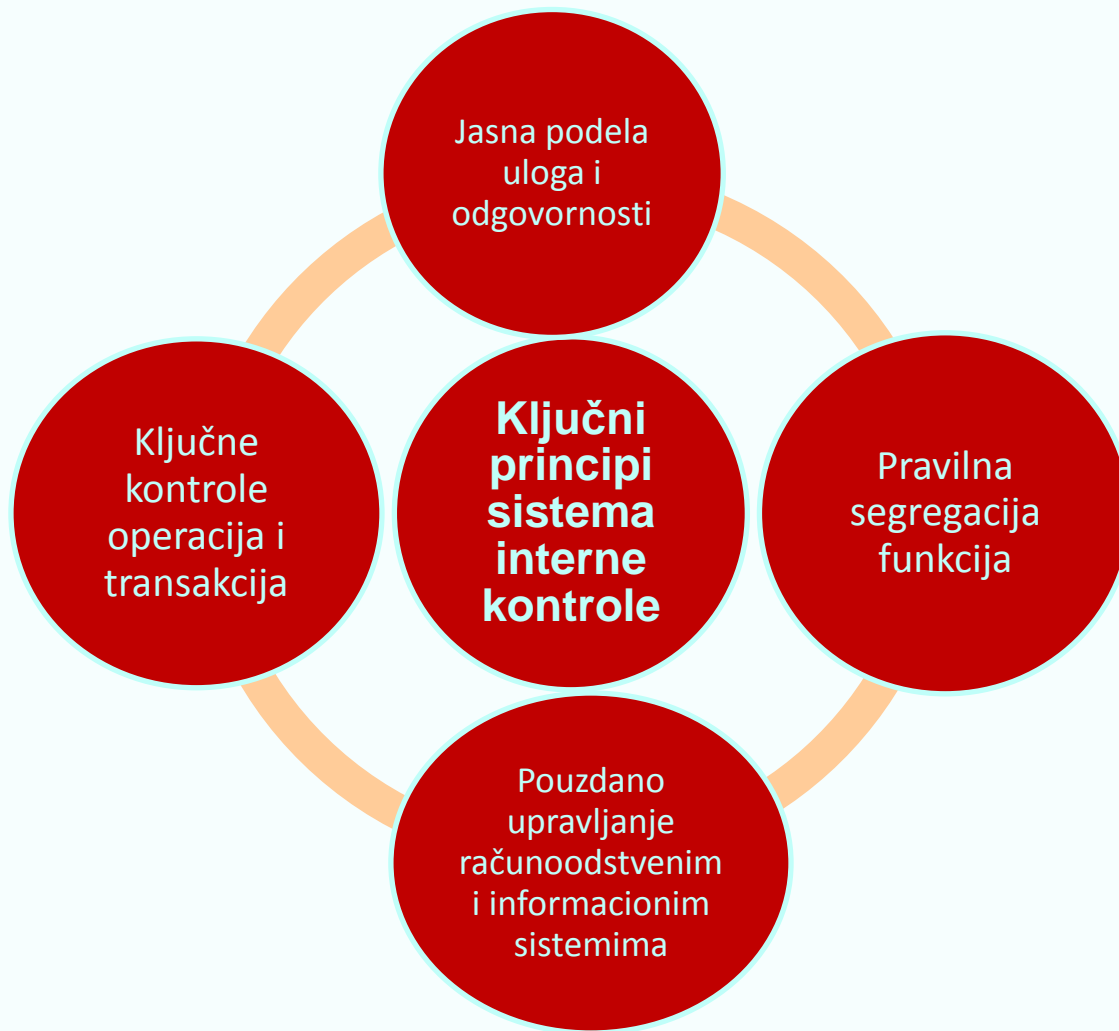 Jasna podela
uloga i
odgovornosti
Ključne
kontrole
operacija i
transakcija
Ključni
principi
sistema
interne
kontrole
Pravilna
segregacija
funkcija
Pouzdano
upravljanje
računoodstvenim
i informacionim
sistemima